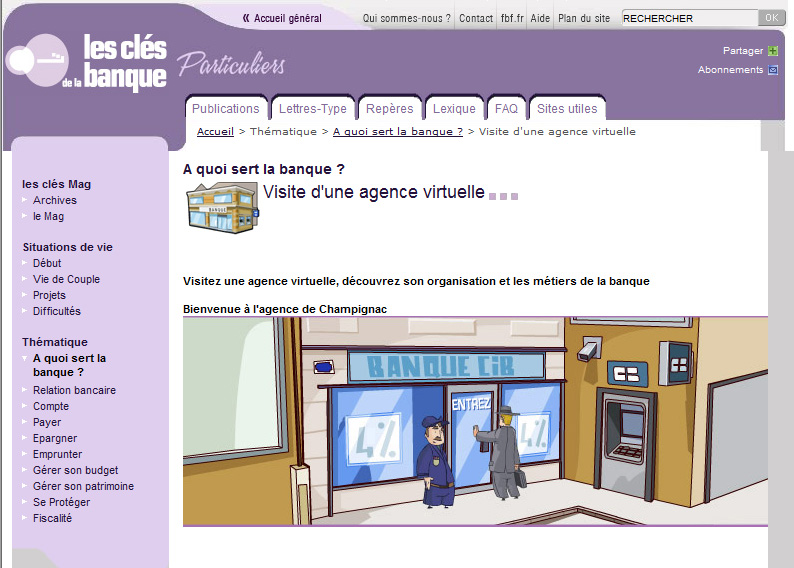 « Accueil général
Qui sommes-nous ? Contact fbf.fr Aide Plan du site RECHERCHER OK
les clés
de la banque
Particuliers
Partager
Abonnements
Publications Lettres-Type Repères Lexique FAQ Sites utiles
Accueil > Thématique > A quoi sert la banque ? > Visite d'une agence virtuelle
les clés Mag
Archives
le Mag
Situations de vie
Début
Vie de Couple
Projets
Difficultés
Thématique
A quoi sert la
banque ?
Relation bancaire
Compte
Payer
Epargner
Emprunter
Gérer son budget
Gérer son patrimoine
Se Protéger
Fiscalité
A quoi sert la banque ?
BANQUE
Visite d'une agence virtuelle
Visitez une agence virtuelle, découvrez son organisation et les métiers de la banque
Bienvenue à l'agence de Champignac
BANQUE CiB
CB
ENTREZ
4%
4%